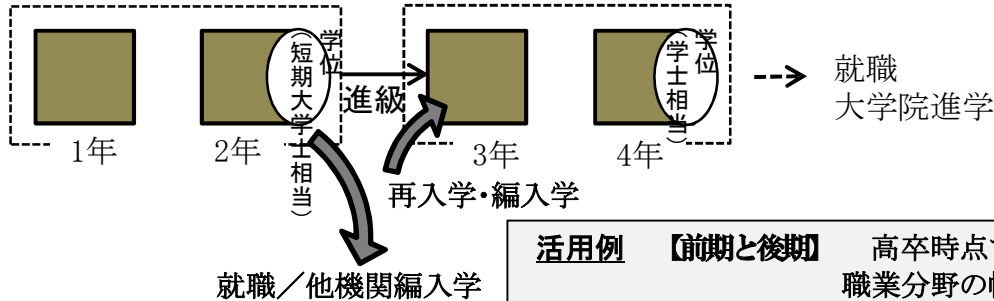 学位
（短期大学士相当）
学位
（学士相当）
進級
就職
大学院進学
1年
2年
3年
4年
再入学・編入学
就職／他機関編入学
活用例　【前期と後期】　高卒時点で
職業分野の